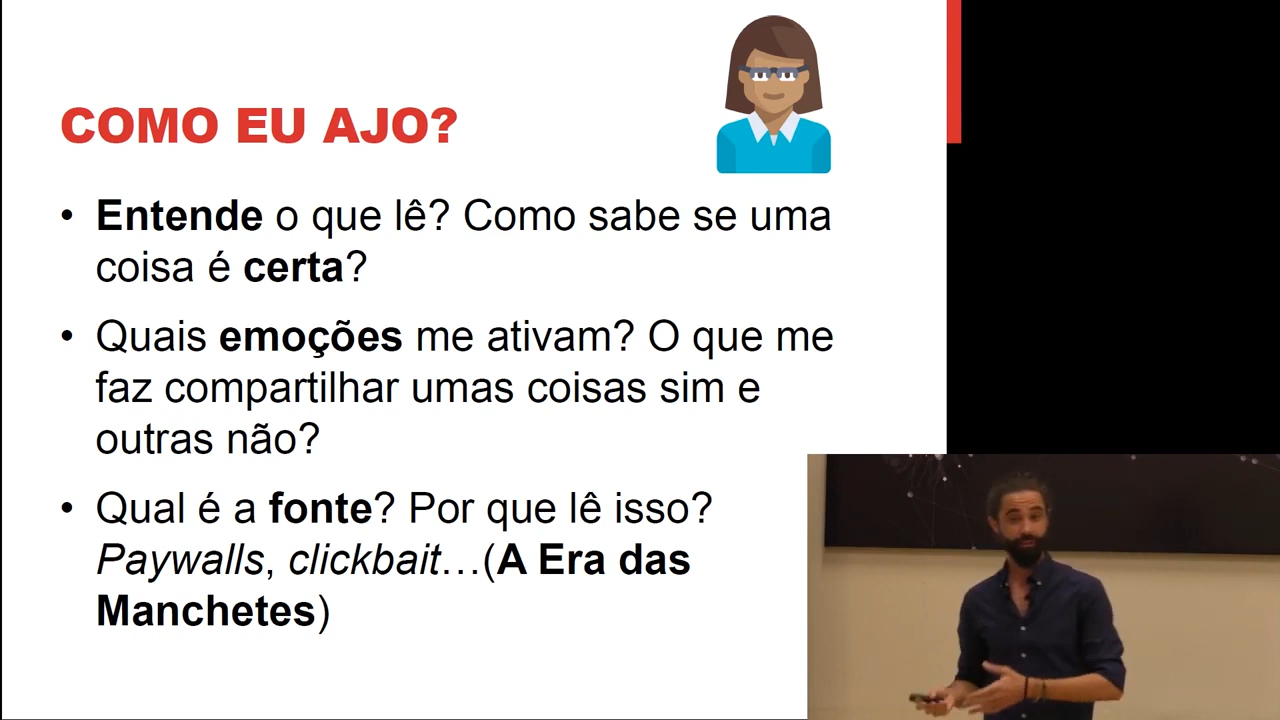 COMO EU AJO?
• Entende o que lê? Como sabe se uma
coisa é certa?
• Quais emoções me ativam? O que me
faz compartilhar umas coisas sim e
outras não?
• Qual é a fonte? Por que lê isso?
Paywalls, clickbait…(A Era das
Manchetes)